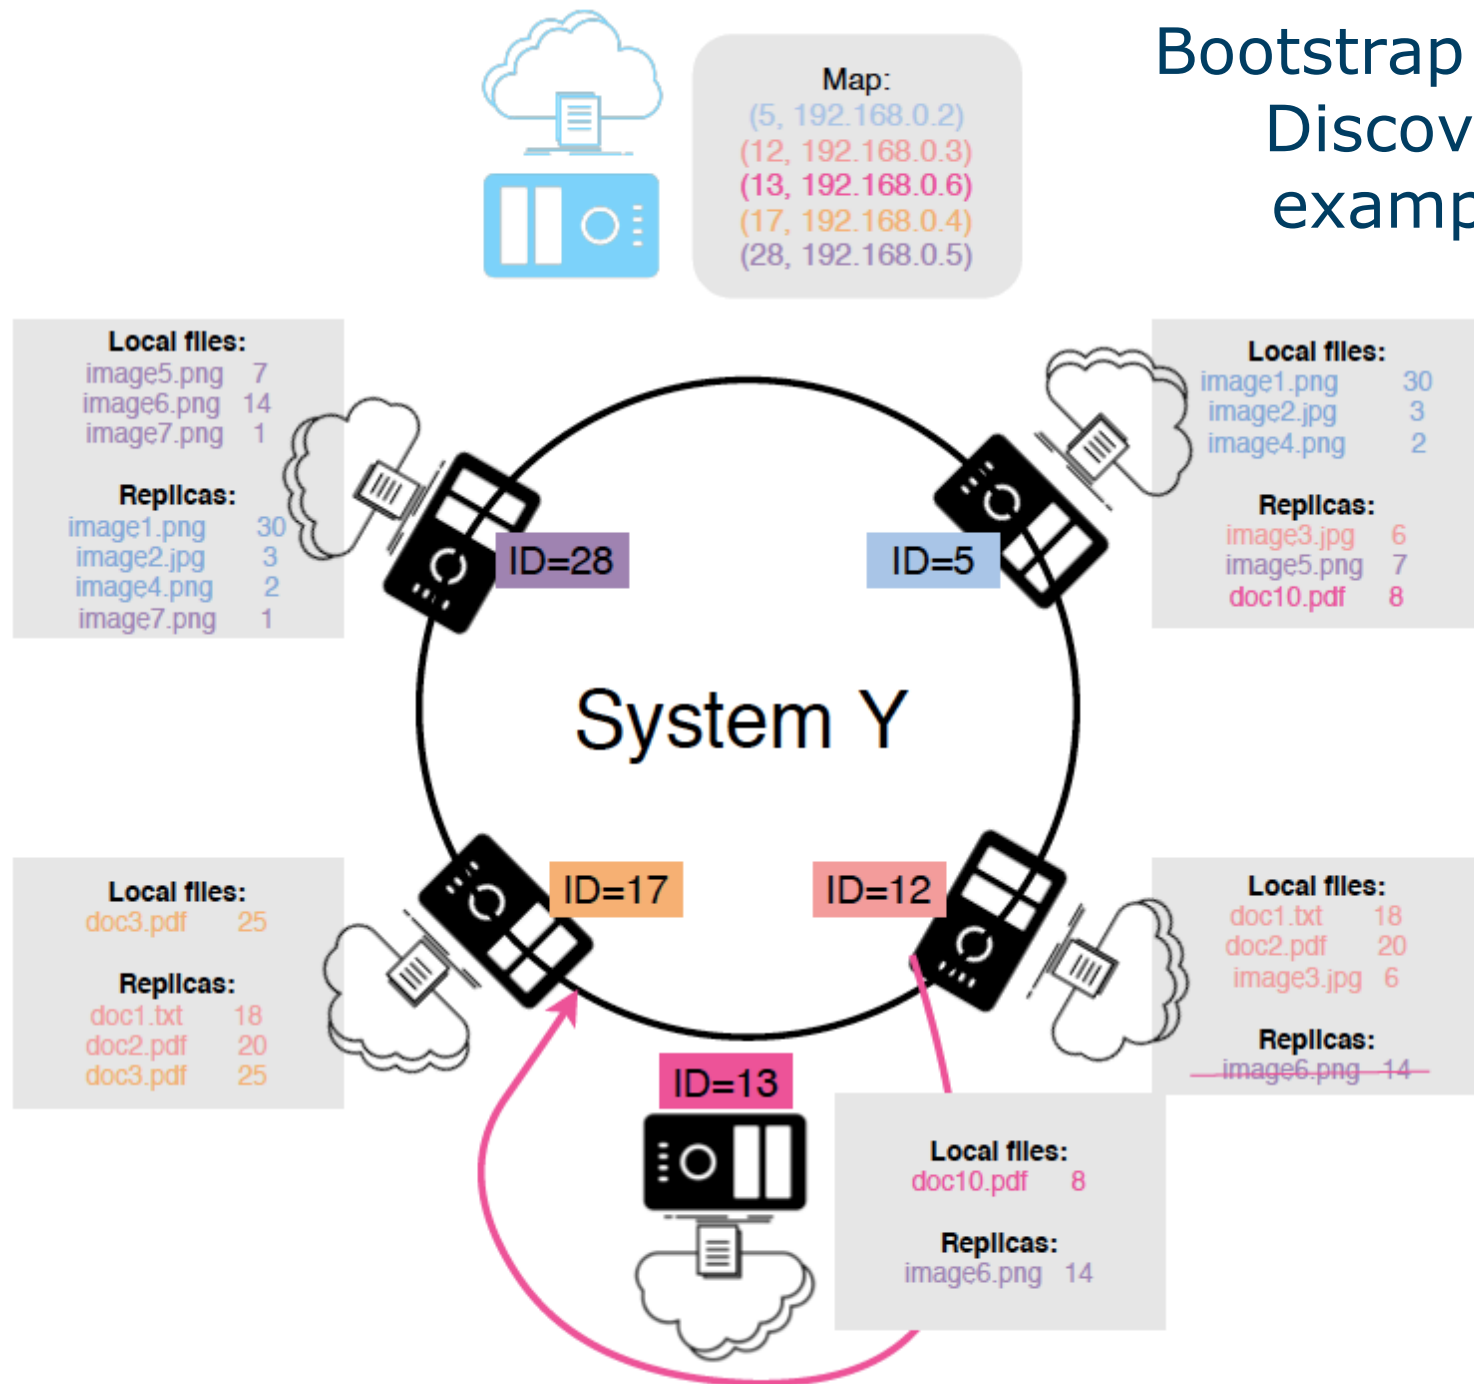 Bootstrap
Discov
examp
Map:
(5, 192.168.0.2)
(12, 192.168.0.3)
(13, 192.168.0.6)
(17, 192.168.0.4)
(28, 192.168.0.5)
Local files:
image5.png 7
image6.png 14
image7.png 1
Replicas:
image1.png 30
image2.jpg 3
image4.png 2
image7.png 1
Local files:
image1.png 30
image2.jpg 3
image4.png 2
Replicas:
image3.jpg 6
image5.png 7
doc10.pdf 8
ID=28
ID=5
System Y
ID=17
ID=12
Local files:
doc3.pdf 25
Replicas:
doc1.txt 18
doc2.pdf 20
doc3.pdf 25
Local files:
doc1.txt 18
doc2.pdf 20
image3.jpg 6
Replicas:
image6.png 14
ID=13
Local files:
doc10.pdf 8
Replicas:
image6.png 14